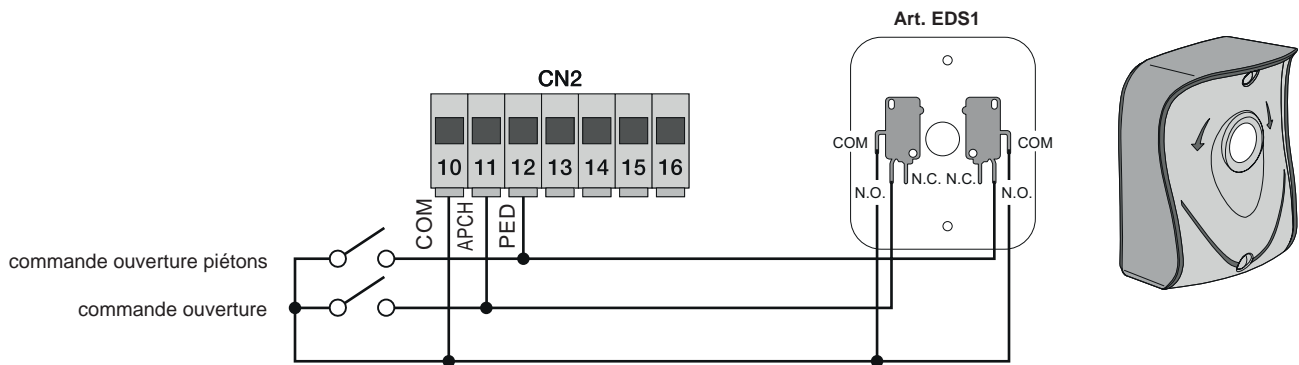 Art. EDS1
CN2
10 11 12 13 14 15 16
COM
APCH
PED
COM
COM
N.C. N.C.
N.O.
N.O.
commande ouverture piétons
commande ouverture